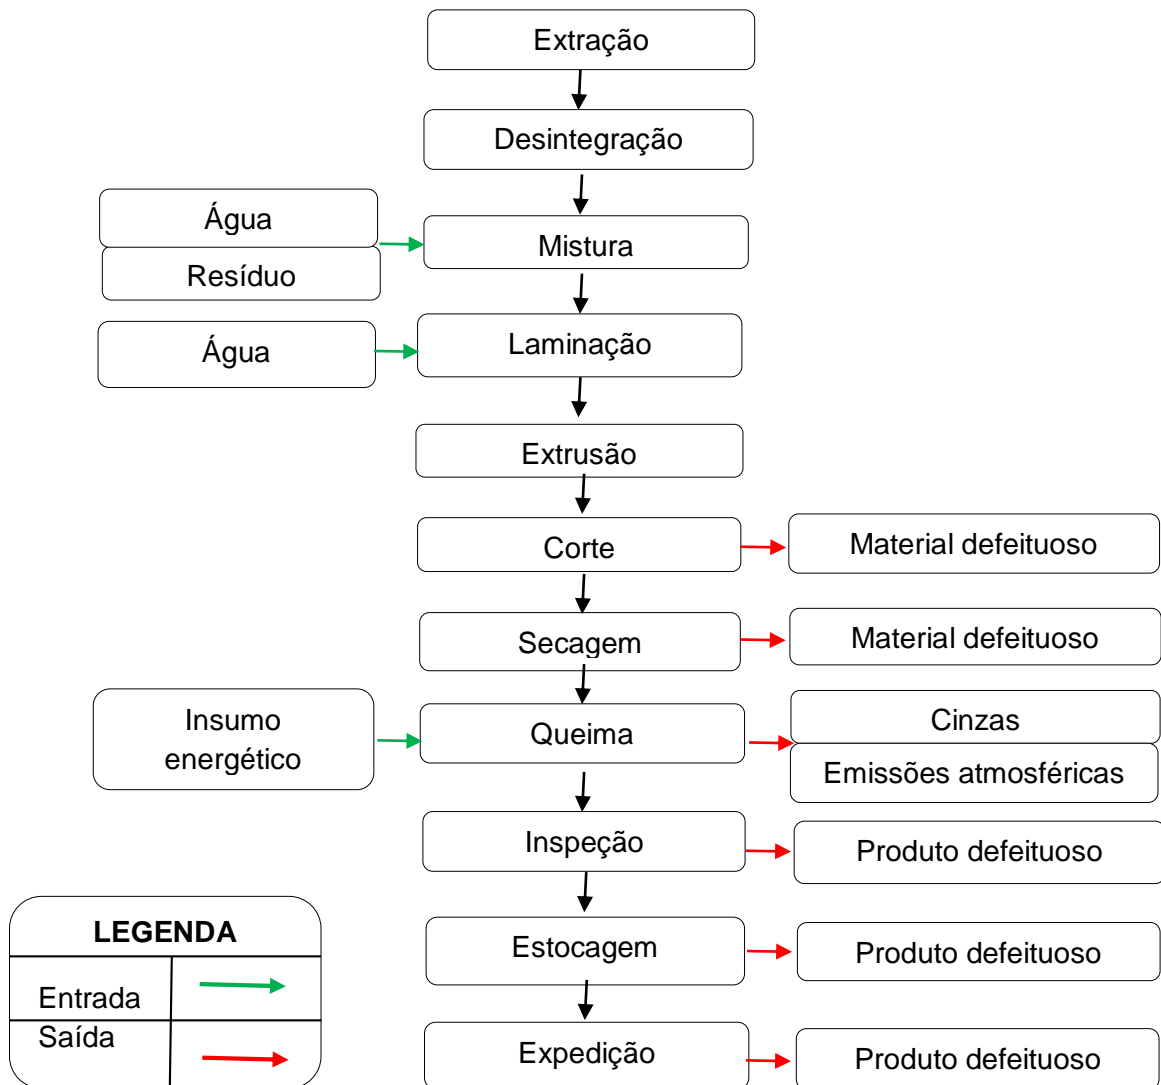 Extração
Desintegração
Água
Mistura
Resíduo
Água
Laminação
Extrusão
Corte
Material defeituoso
Secagem
Material defeituoso
Insumo
energético
Queima
Cinzas
Emissões atmosféricas
Inspeção
Produto defeituoso
LEGENDA
Entrada
Saída
Estocagem
Produto defeituoso
Expedição
Produto defeituoso